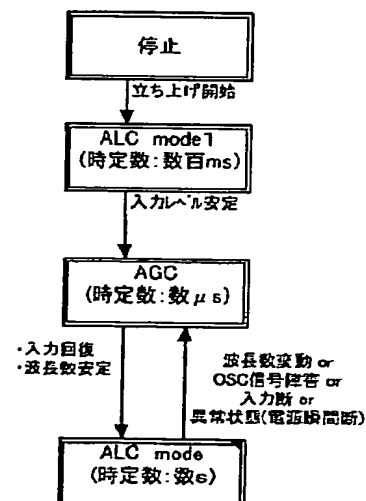 停止
立ち上げ開始
ALC mode1
(時定数:数百ms)
入力レベル安定
AGC
(時定数:数μs)
・入力回復
・波長数安定
波長数変動 or
OSC信号障害 or
入力断 or
異常状態(電源瞬間断)
ALC mode
(時定数:数s)